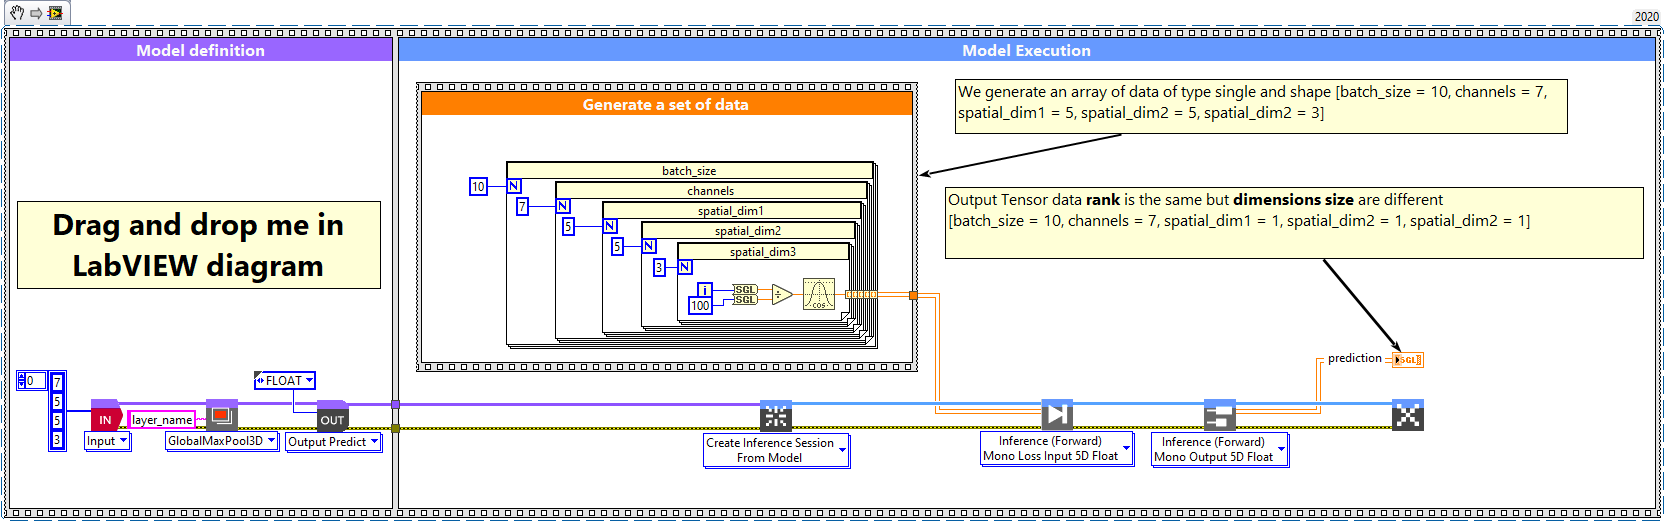 2020
Model definition
Model Execution
Generate a set of data
We generate an array of data of type single and shape [batch_size = 10, channels = 7,
spatial_dim1 = 5, spatial_dim2 = 5, spatial_dim2 = 3]
batch_size
10
N
channels
7
N
spatial_dim1
5
N
spatial_dim2
5
N
spatial_dim3
3
N
i
SGL
SGL
100
÷
COS
Output Tensor data rank is the same but dimensions size are different
[batch_size = 10, channels = 7, spatial_dim1 = 1, spatial_dim2 = 1, spatial_dim2 = 1]
Drag and drop me in
LabVIEW diagram
0
7
5
5
3
IN
Input
layer_name
GlobalMaxPool3D
FLOAT
OUT
Output Predict
Create Inference Session
From Model
Inference (Forward)
Mono Loss Input 5D Float
Inference (Forward)
Mono Output 5D Float
prediction
SGL